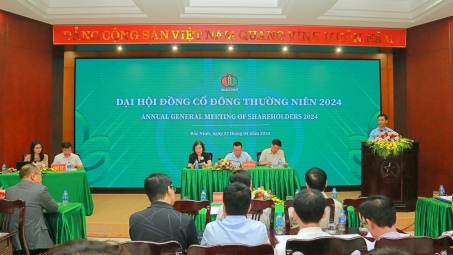 ĐẢNG CỘNG SẢN VIỆT NAM QUANG VINH MUÔN NĂM
ĐẠI HỘI ĐỒNG CỔ ĐÔNG THƯỜNG NIÊN 2024
ANNUAL GENERAL MEETING OF SHAREHOLDERS 2024